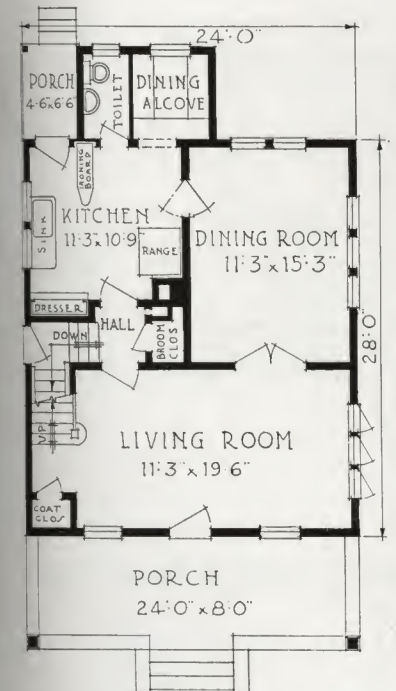 24'-0"
PORCH
4-6"x6'6"
TOILET
DINING
ALCOVE
IRONING
BOARD
KITCHEN
11'-3"x10'-9"
SINK
RANGE
DINING ROOM
11'-3"x15'-3"
DRESSER
HALL
DOWN
BROOM
CLOS
28'-0"
UP
LIVING ROOM
11'-3"x19'-6"
COAT
CLOS
PORCH
24'-0"x8'-0"